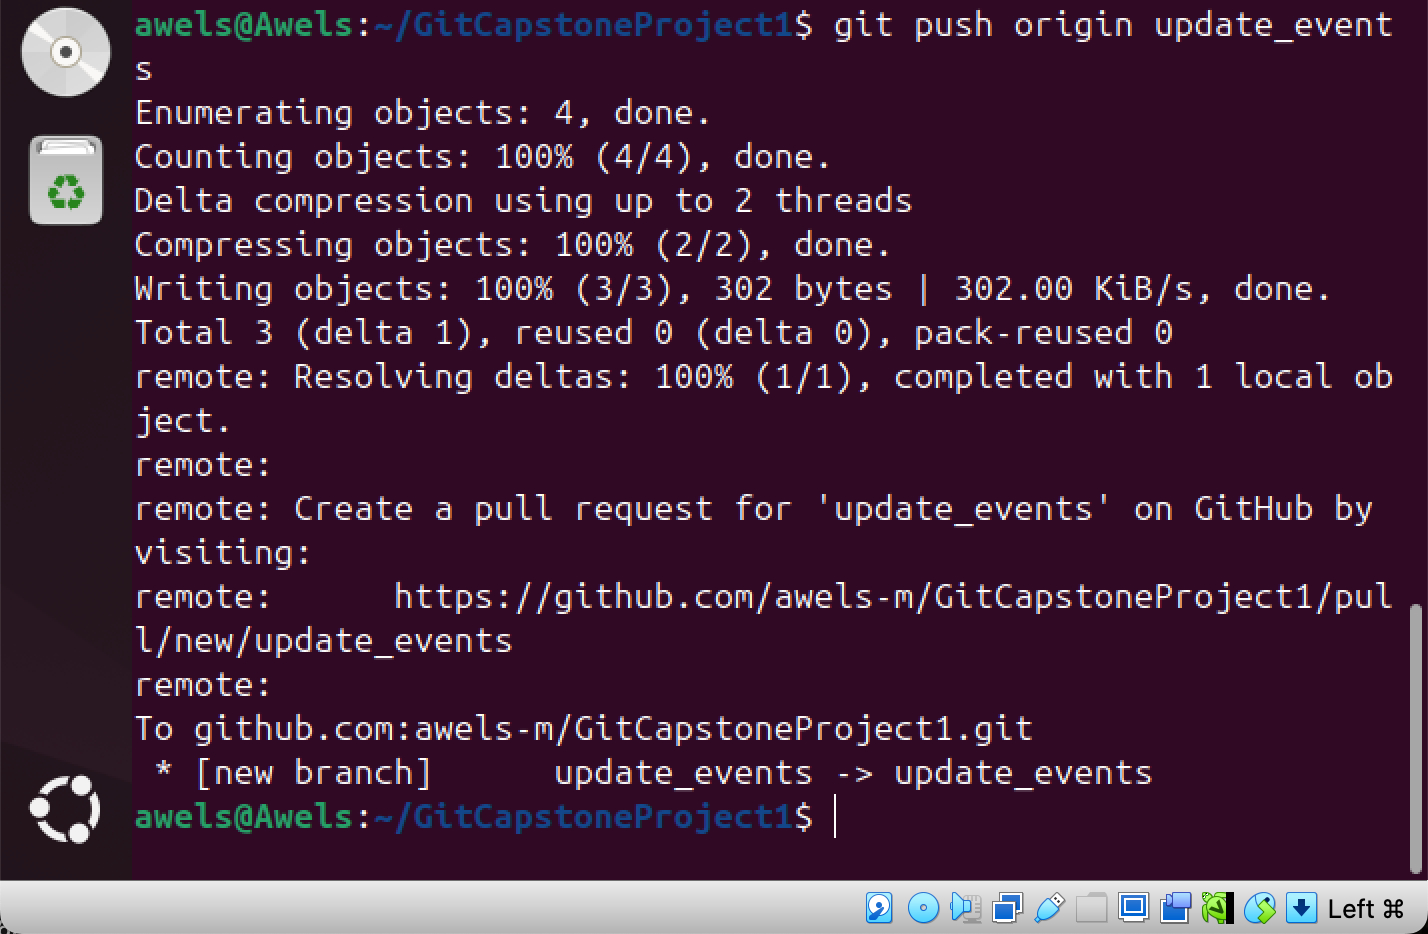 awels@Awels:~/GitCapstoneProject1$ git push origin update_event
s
Enumerating objects: 4, done.
Counting objects: 100% (4/4), done.
Delta compression using up to 2 threads
Compressing objects: 100% (2/2), done.
Writing objects: 100% (3/3), 302 bytes | 302.00 KiB/s, done.
Total 3 (delta 1), reused 0 (delta 0), pack-reused 0
remote: Resolving deltas: 100% (1/1), completed with 1 local ob
ject.
remote:
remote: Create a pull request for 'update_events' on GitHub by
visiting:
remote:      https://github.com/awels-m/GitCapstoneProject1/pul
l/new/update_events
remote:
To github.com:awels-m/GitCapstoneProject1.git
 * [new branch]      update_events -> update_events
awels@Awels:~/GitCapstoneProject1$
Left ⌘